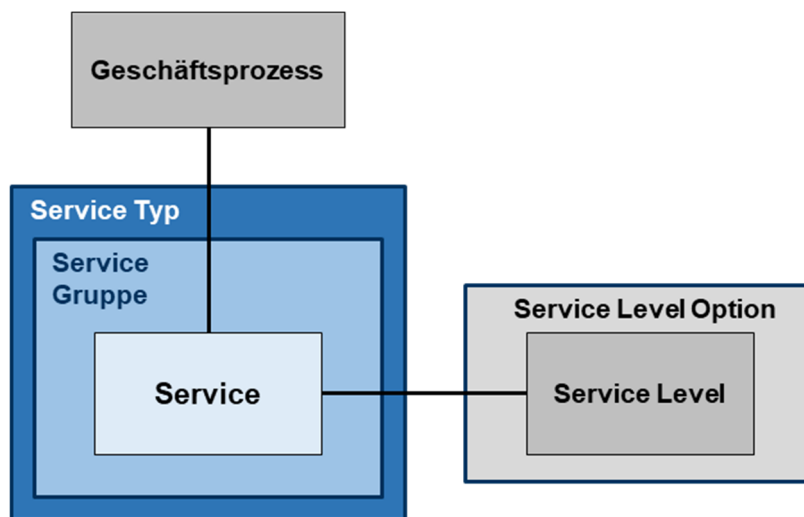 Geschäftsprozess
Service Typ
Service
Gruppe
Service Level Option
Service
Service Level